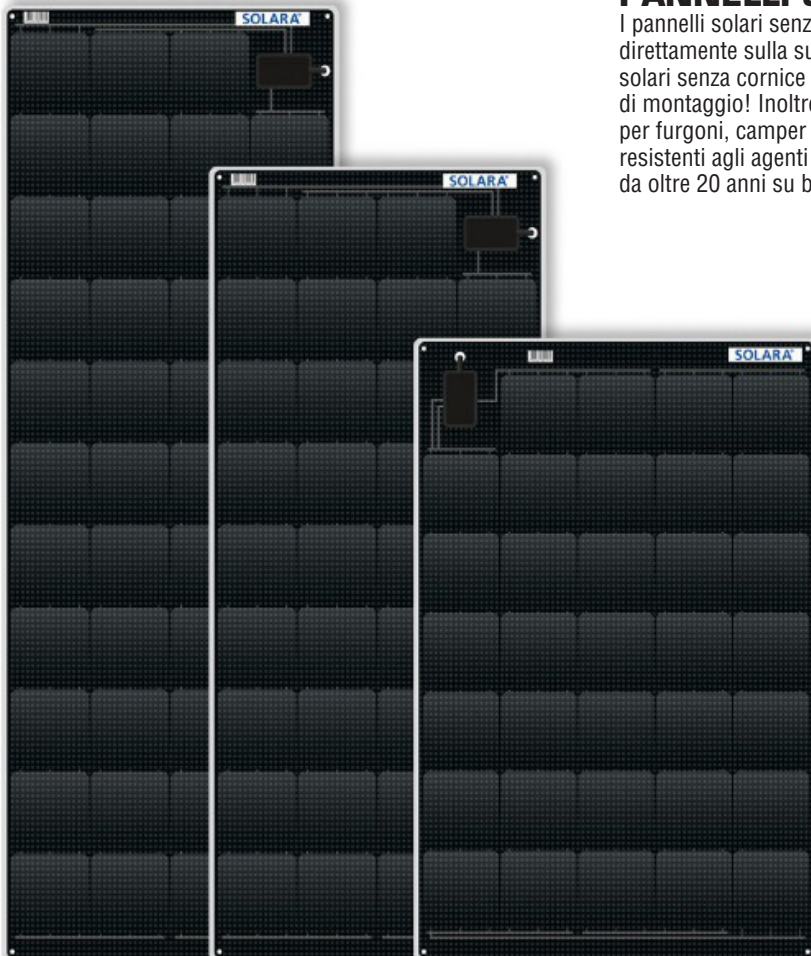 SOLARA
SOLARA
SOLARA
I pannelli solari senz
direttamente sulla su
solari senza cornice
di montaggio! Inoltre
per furgoni, camper
resistenti agli agenti
da oltre 20 anni su b